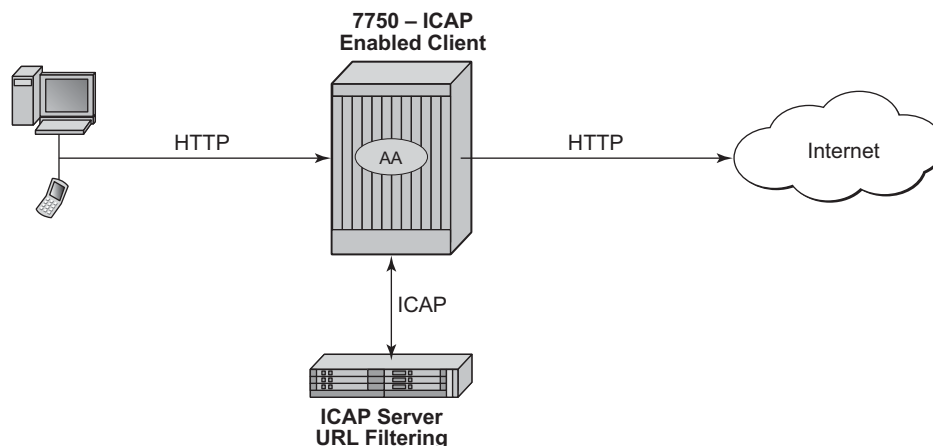 7750 – ICAP
Enabled Client
HTTP
AA
HTTP
Internet
ICAP
ICAP Server
URL Filtering